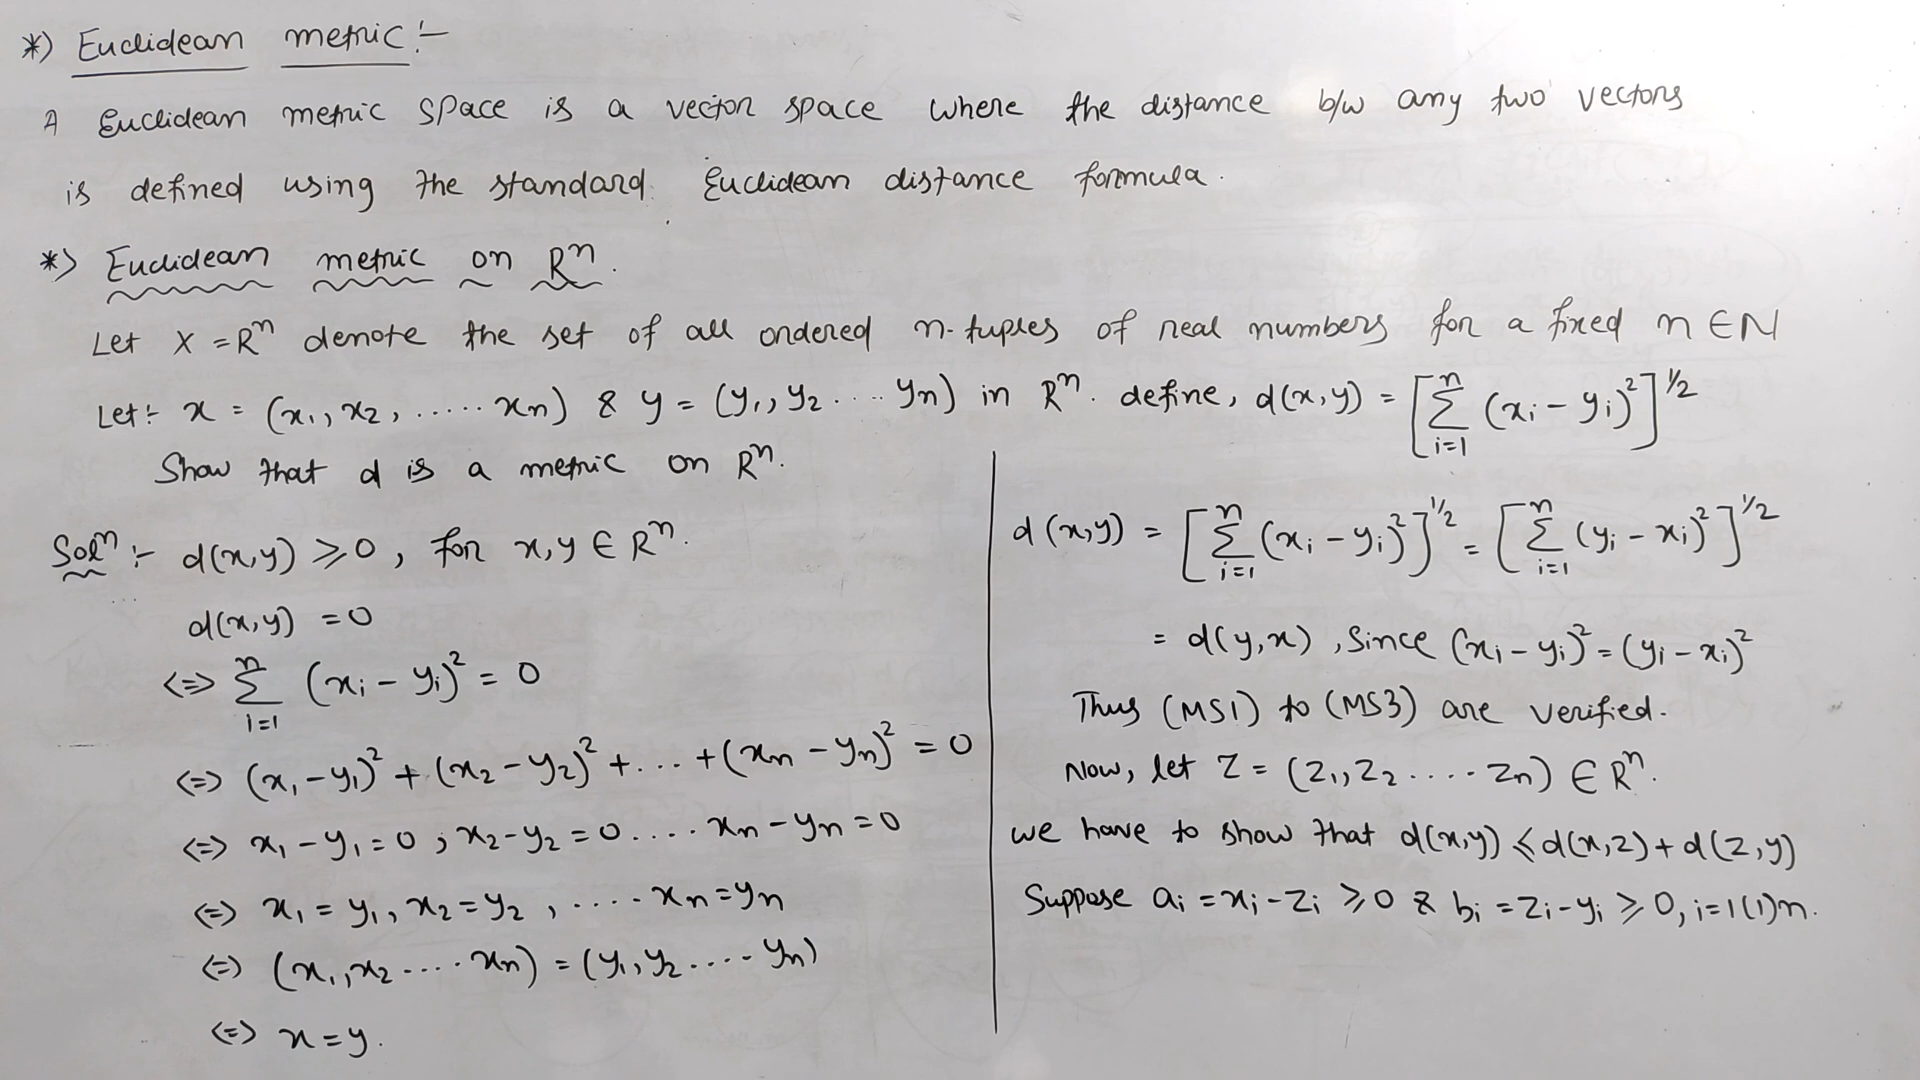 *) Euclidean metric :-
A Euclidean metric space is a vector space where the distance b/w any two vectors
is defined using the standard Euclidean distance formula.
*) Euclidean metric on Rⁿ.
Let X = Rⁿ denote the set of all ordered n-tuples of real numbers for a fixed n ∈ N
Let:- x = (x₁, x₂, ..... xₙ) & y = (y₁, y₂ .... yₙ) in Rⁿ. define, d(x,y) = [∑ᵢ₌₁ⁿ (xᵢ - yᵢ)²]^1/2
Show that d is a metric on Rⁿ.
Solⁿ :- d(x,y) ⩾ 0, for x,y ∈ Rⁿ.
d(x,y) = 0
<=> ∑ᵢ₌₁ⁿ (xᵢ - yᵢ)² = 0
<=> (x₁ - y₁)² + (x₂ - y₂)² + ... + (xₙ - yₙ)² = 0
<=> x₁ - y₁ = 0 ; x₂ - y₂ = 0 .... xₙ - yₙ = 0
<=> x₁ = y₁, x₂ = y₂, .... xₙ = yₙ
<=> (x₁, x₂ .... xₙ) = (y₁, y₂ .... yₙ)
<=> x = y.
d(x,y) = [∑ᵢ₌₁ⁿ (xᵢ - yᵢ)²]^1/2 = [∑ᵢ₌₁ⁿ (yᵢ - xᵢ)²]^1/2
= d(y,x), Since (xᵢ - yᵢ)² = (yᵢ - xᵢ)²
Thus (MS1) to (MS3) are verified.
Now, let Z = (Z₁, Z₂ .... Zₙ) ∈ Rⁿ.
we have to show that d(x,y) ⩽ d(x,z) + d(z,y)
Suppose aᵢ = xᵢ - zᵢ ⩾ 0 & bᵢ = zᵢ - yᵢ ⩾ 0, i = 1(1)n.